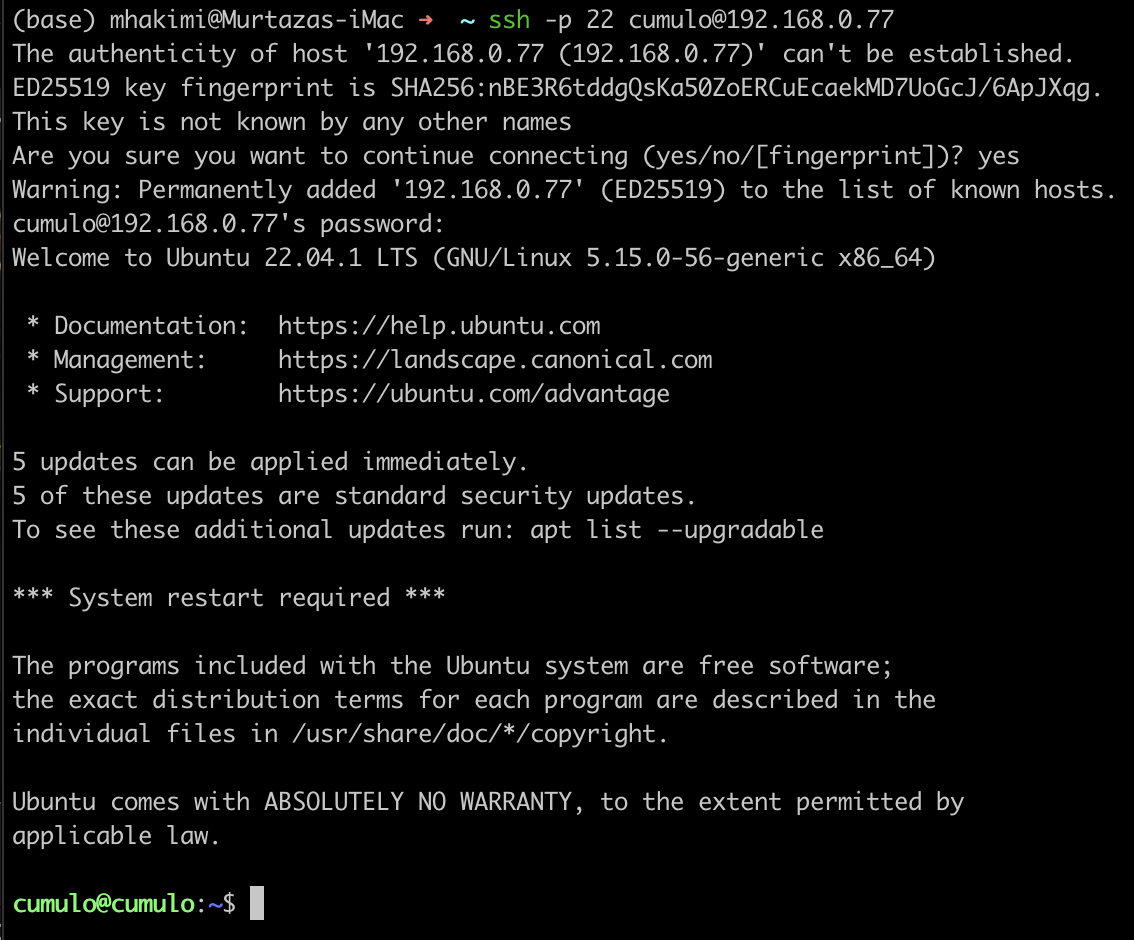 (base) mhakimi@Murtazas-iMac ➜  ~ ssh -p 22 cumulo@192.168.0.77
The authenticity of host '192.168.0.77 (192.168.0.77)' can't be established.
ED25519 key fingerprint is SHA256:nBE3R6tddgQsKa50ZoERCuEcaekMD7UoGcJ/6ApJXqg.
This key is not known by any other names
Are you sure you want to continue connecting (yes/no/[fingerprint])? yes
Warning: Permanently added '192.168.0.77' (ED25519) to the list of known hosts.
cumulo@192.168.0.77's password:
Welcome to Ubuntu 22.04.1 LTS (GNU/Linux 5.15.0-56-generic x86_64)

 * Documentation:  https://help.ubuntu.com
 * Management:     https://landscape.canonical.com
 * Support:        https://ubuntu.com/advantage

5 updates can be applied immediately.
5 of these updates are standard security updates.
To see these additional updates run: apt list --upgradable

*** System restart required ***

The programs included with the Ubuntu system are free software;
the exact distribution terms for each program are described in the
individual files in /usr/share/doc/*/copyright.

Ubuntu comes with ABSOLUTELY NO WARRANTY, to the extent permitted by
applicable law.

cumulo@cumulo:~$